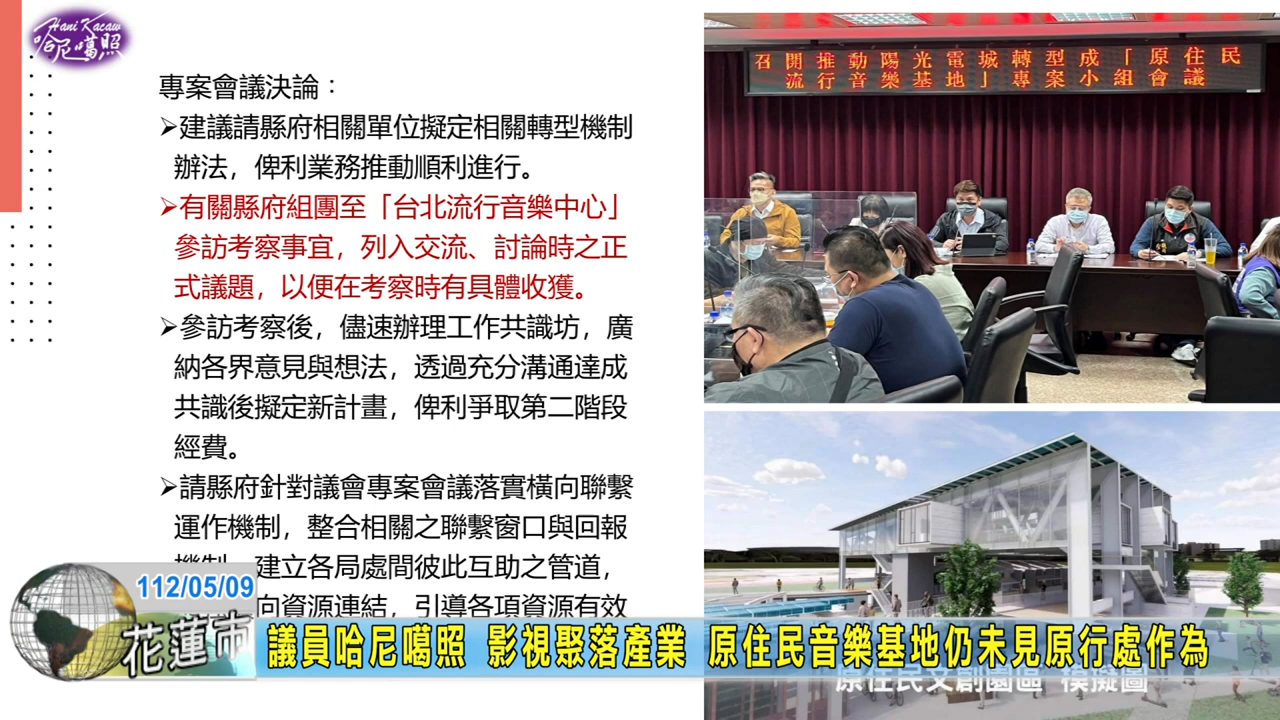 Hani Kacaw
哈尼噶照
專案會議決論：
➢建議請縣府相關單位擬定相關轉型機制
辦法，俾利業務推動順利進行。
➢有關縣府組團至「台北流行音樂中心」
參訪考察事宜，列入交流、討論時之正
式議題，以便在考察時有具體收獲。
➢參訪考察後，儘速辦理工作共識坊，廣
納各界意見與想法，透過充分溝通達成
共識後擬定新計畫，俾利爭取第二階段
經費。
➢請縣府針對議會專案會議落實橫向聯繫
運作機制，整合相關之聯繫窗口與回報
機制，建立各局處間彼此互助之管道，
向資源連結，引導各項資源有效
召開推動陽光電城轉型成「原住民
流行音樂基地」專案小組會議
112/05/09
花蓮市
議員哈尼噶照 影視聚落產業 原住民音樂基地仍未見原行處作為
原住民文創園區 模擬圖